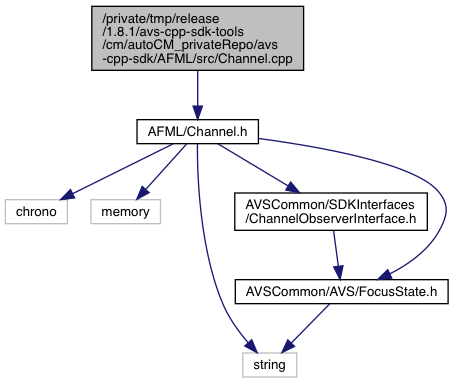 /private/tmp/release
/1.8.1/avs-cpp-sdk-tools
/cm/autoCM_privateRepo/avs
-cpp-sdk/AFML/src/Channel.cpp
AFML/Channel.h
chrono
memory
AVSCommon/SDKInterfaces
/ChannelObserverInterface.h
AVSCommon/AVS/FocusState.h
string